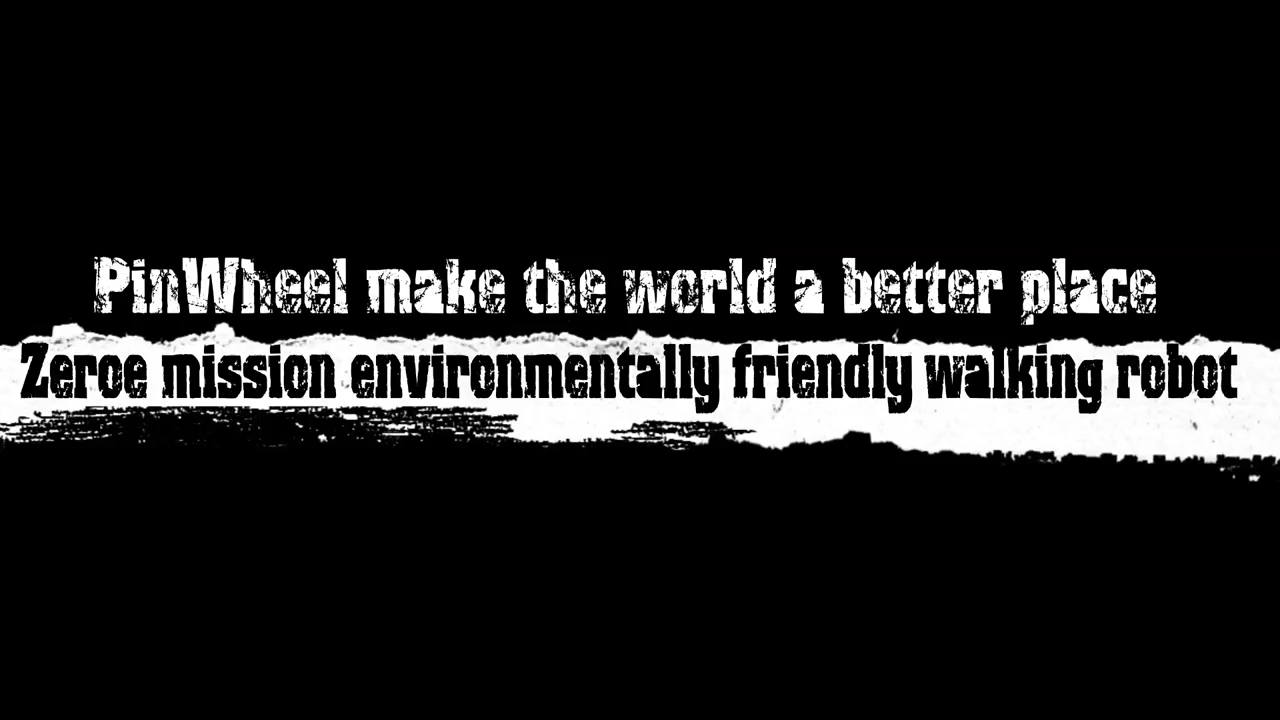 PinWheel make the world a better place
Zeroe mission environmentally friendly walking robot